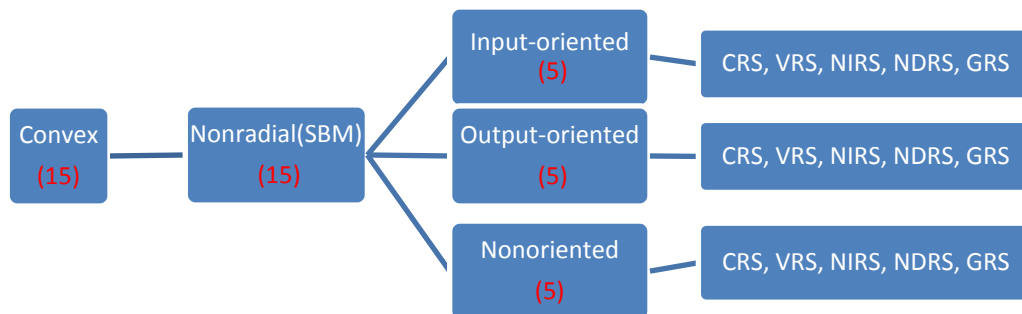 Convex
(15)
Nonradial(SBM)
(15)
Input-oriented
(5)
CRS, VRS, NIRS, NDRS, GRS
Output-oriented
(5)
CRS, VRS, NIRS, NDRS, GRS
Nonoriented
(5)
CRS, VRS, NIRS, NDRS, GRS